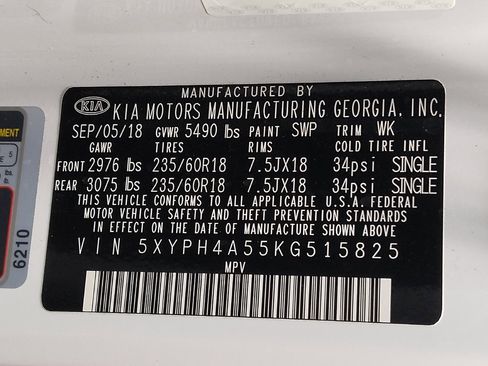 MANUFACTURED BY
KIA KIA MOTORS MANUFACTURING GEORGIA, INC.
SEP/05/18 GVWR 5490 lbs PAINT SWP TRIM WK
GAWR TIRES RIMS COLD TIRE INFL
FRONT 2976 lbs 235/60R18 7.5JX18 34psi SINGLE
REAR 3075 lbs 235/60R18 7.5JX18 34psi SINGLE
THIS VEHICLE CONFORMS TO ALL APPLICABLE U.S.A. FEDERAL
MOTOR VEHICLE SAFETY AND THEFT PREVENTION STANDARDS
IN EFFECT ON THE DATE OF MANUFACTURE SHOWN ABOVE.
VIN 5XYPH4A55KG515825
MPV
6210